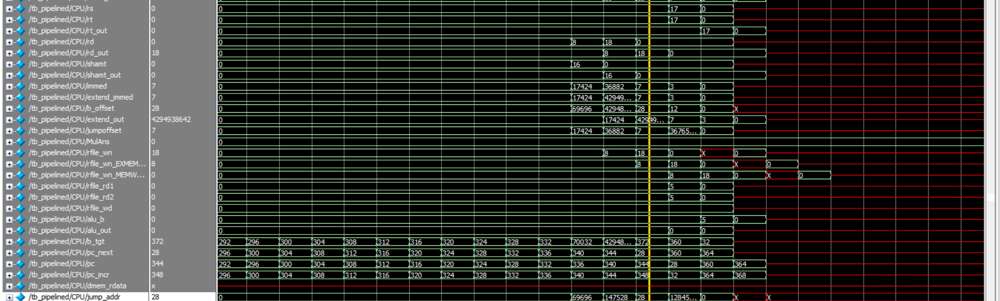 /tb_pipelined/CPU/rs 0 0 17 0
/tb_pipelined/CPU/rt 0 0 17 0
/tb_pipelined/CPU/rt_out 0 0 17 0
/tb_pipelined/CPU/rd 0 0 8 18 0
/tb_pipelined/CPU/rd_out 18 0 8 18 0
/tb_pipelined/CPU/shamt 0 0 16 0
/tb_pipelined/CPU/shamt_out 0 0 16 0
/tb_pipelined/CPU/immed 7 0 17424 36882 7 3 0
/tb_pipelined/CPU/extend_immed 7 0 17424 42949... 7 3 0
/tb_pipelined/CPU/b_offset 28 0 69696 42948... 28 12 0 X
/tb_pipelined/CPU/extend_out 4294938642 0 17424 42949... 7 3 0
/tb_pipelined/CPU/jumpoffset 7 0 17424 36882 7 36765... 0
/tb_pipelined/CPU/MulAns 0 0
/tb_pipelined/CPU/rfile_wn 18 0 8 18 0 X 0
/tb_pipelined/CPU/rfile_wn_EXMEM... 8 0 8 18 0 X 0
/tb_pipelined/CPU/rfile_wn_MEMW... 0 0 8 18 0 X 0
/tb_pipelined/CPU/rfile_rd1 0 0 5 0
/tb_pipelined/CPU/rfile_rd2 0 0 5 0
/tb_pipelined/CPU/rfile_wd 0 0
/tb_pipelined/CPU/alu_b 0 0 5 0
/tb_pipelined/CPU/alu_out 0 0 0 0
/tb_pipelined/CPU/b_tgt 372 292 296 300 304 308 312 316 320 324 328 332 70032 42948... 372 360 32
/tb_pipelined/CPU/pc_next 28 296 300 304 308 312 316 320 324 328 332 336 340 344 28 360 364
/tb_pipelined/CPU/pc 344 292 296 300 304 308 312 316 320 324 328 332 336 340 344 28 360 364
/tb_pipelined/CPU/pc_incr 348 296 300 304 308 312 316 320 324 328 332 336 340 344 348 32 364 368
/tb_pipelined/CPU/dmem_rdata x
/tb_pipelined/CPU/jump_addr 28 0 69696 147528 28 12845... 0 X X